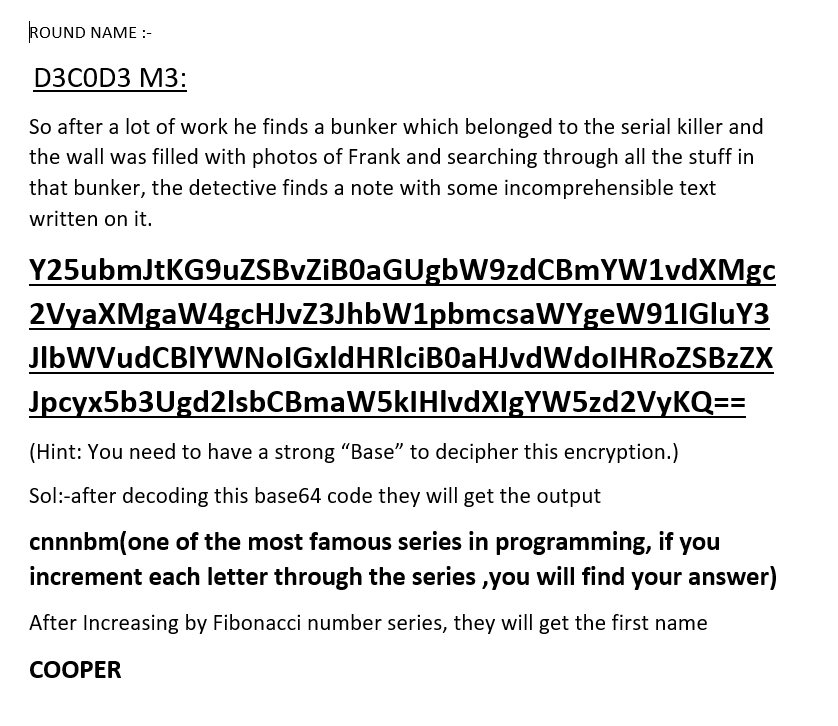 ROUND NAME :-
D3C0D3 M3:
So after a lot of work he finds a bunker which belonged to the serial killer and
the wall was filled with photos of Frank and searching through all the stuff in
that bunker, the detective finds a note with some incomprehensible text
written on it.
Y25ubmJtKG9uZSBvZiB0aGUgbW9zdCBmYW1vdXMgc
2VyaXMgaW4gcHJvZ3JhbW1pbmcsaWYgeW91IGluY3
JlbWVudCBlYWNoIGxldHRlciB0aHJvdWdoIHRoZSBzZX
Jpcyx5b3Ugd2lsbCBmaW5kIHlvdXIgYW5zd2VyKQ==
(Hint: You need to have a strong “Base” to decipher this encryption.)
Sol:-after decoding this base64 code they will get the output
cnnnbm(one of the most famous series in programming, if you
increment each letter through the series ,you will find your answer)
After Increasing by Fibonacci number series, they will get the first name
COOPER